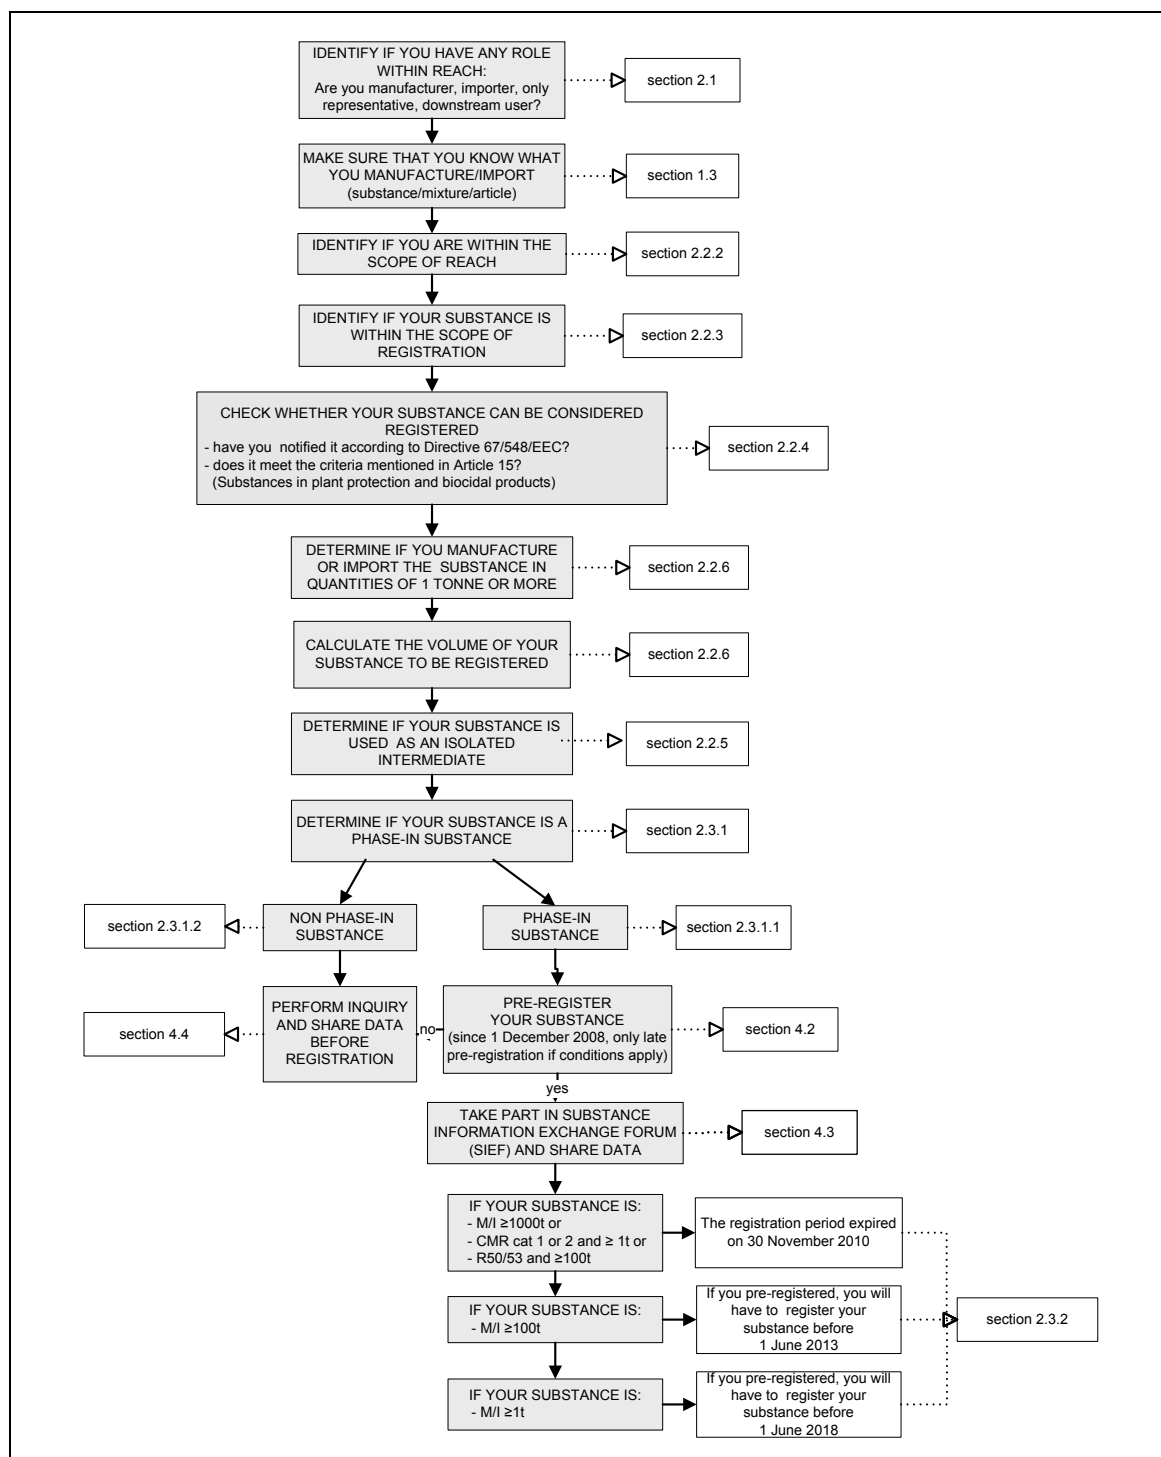 IDENTIFY IF YOU HAVE ANY ROLE
WITHIN REACH:
Are you manufacturer, importer, only
representative, downstream user?
section 2.1
MAKE SURE THAT YOU KNOW WHAT
YOU MANUFACTURE/IMPORT
(substance/mixture/article)
section 1.3
IDENTIFY IF YOU ARE WITHIN THE
SCOPE OF REACH
section 2.2.2
IDENTIFY IF YOUR SUBSTANCE IS
WITHIN THE SCOPE OF
REGISTRATION
section 2.2.3
CHECK WHETHER YOUR SUBSTANCE CAN BE CONSIDERED
REGISTERED
- have you notified it according to Directive 67/548/EEC?
- does it meet the criteria mentioned in Article 15?
(Substances in plant protection and biocidal products)
section 2.2.4
DETERMINE IF YOU MANUFACTURE
OR IMPORT THE SUBSTANCE IN
QUANTITIES OF 1 TONNE OR MORE
section 2.2.6
CALCULATE THE VOLUME OF YOUR
SUBSTANCE TO BE REGISTERED
section 2.2.6
DETERMINE IF YOUR SUBSTANCE IS
USED AS AN ISOLATED
INTERMEDIATE
section 2.2.5
DETERMINE IF YOUR SUBSTANCE IS A
PHASE-IN SUBSTANCE
section 2.3.1
section 2.3.1.2
NON PHASE-IN
SUBSTANCE
PHASE-IN
SUBSTANCE
section 2.3.1.1
section 4.4
PERFORM INQUIRY
AND SHARE DATA
BEFORE
REGISTRATION
no
PRE-REGISTER
YOUR SUBSTANCE
(since 1 December 2008, only late
pre-registration if conditions apply)
section 4.2
yes
TAKE PART IN SUBSTANCE
INFORMATION EXCHANGE FORUM
(SIEF) AND SHARE DATA
section 4.3
IF YOUR SUBSTANCE IS:
- M/I ≥1000t or
- CMR cat 1 or 2 and ≥ 1t or
- R50/53 and ≥100t
The registration period expired
on 30 November 2010
IF YOUR SUBSTANCE IS:
- M/I ≥100t
If you pre-registered, you will
have to register your
substance before
1 June 2013
section 2.3.2
IF YOUR SUBSTANCE IS:
- M/I ≥1t
If you pre-registered, you will
have to register your
substance before
1 June 2018